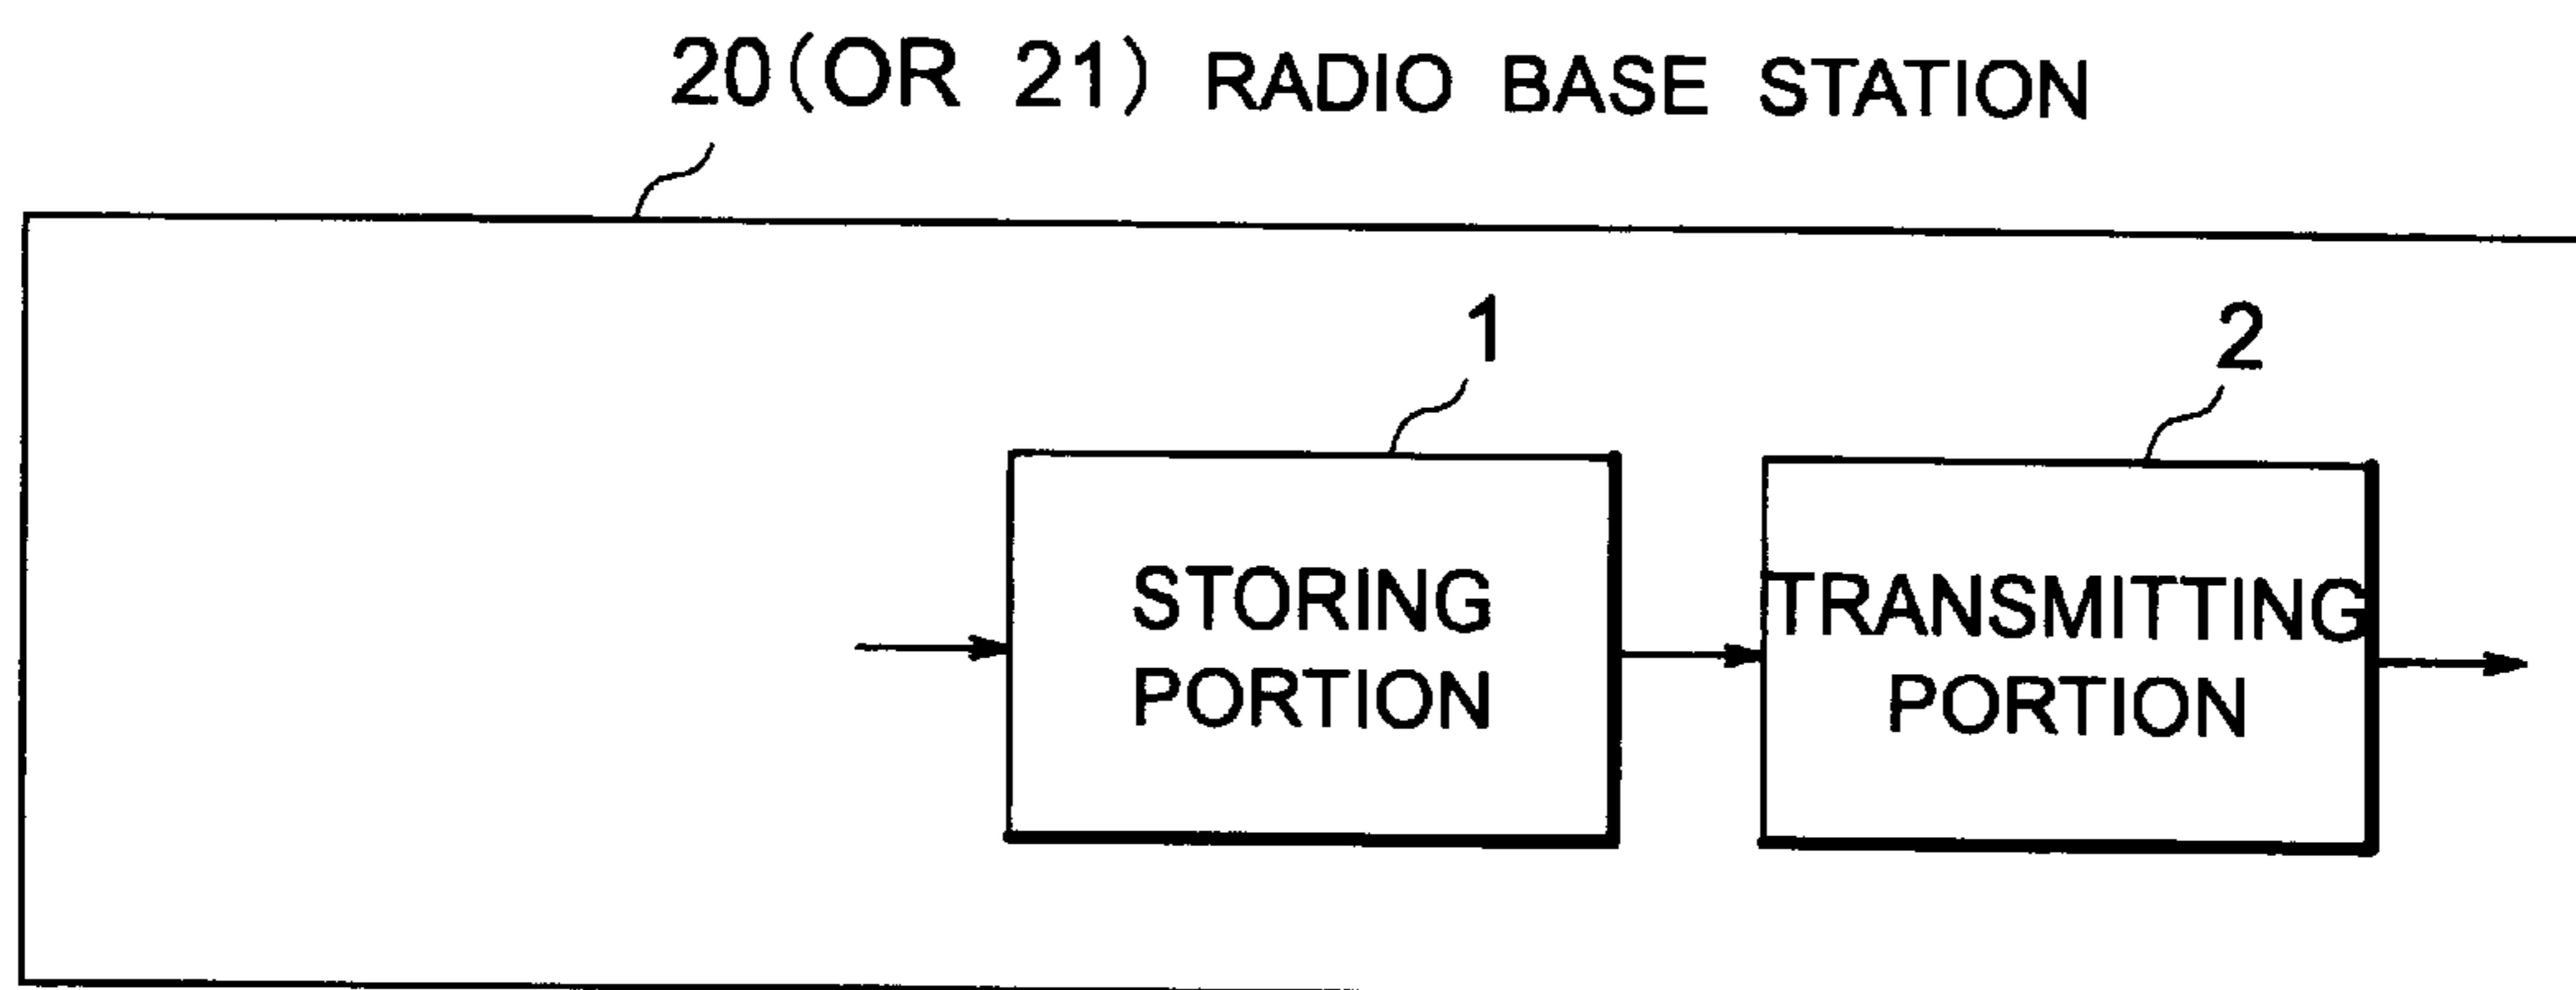 20(OR 21) RADIO BASE STATION
1
2
STORING
PORTION
TRANSMITTING
PORTION